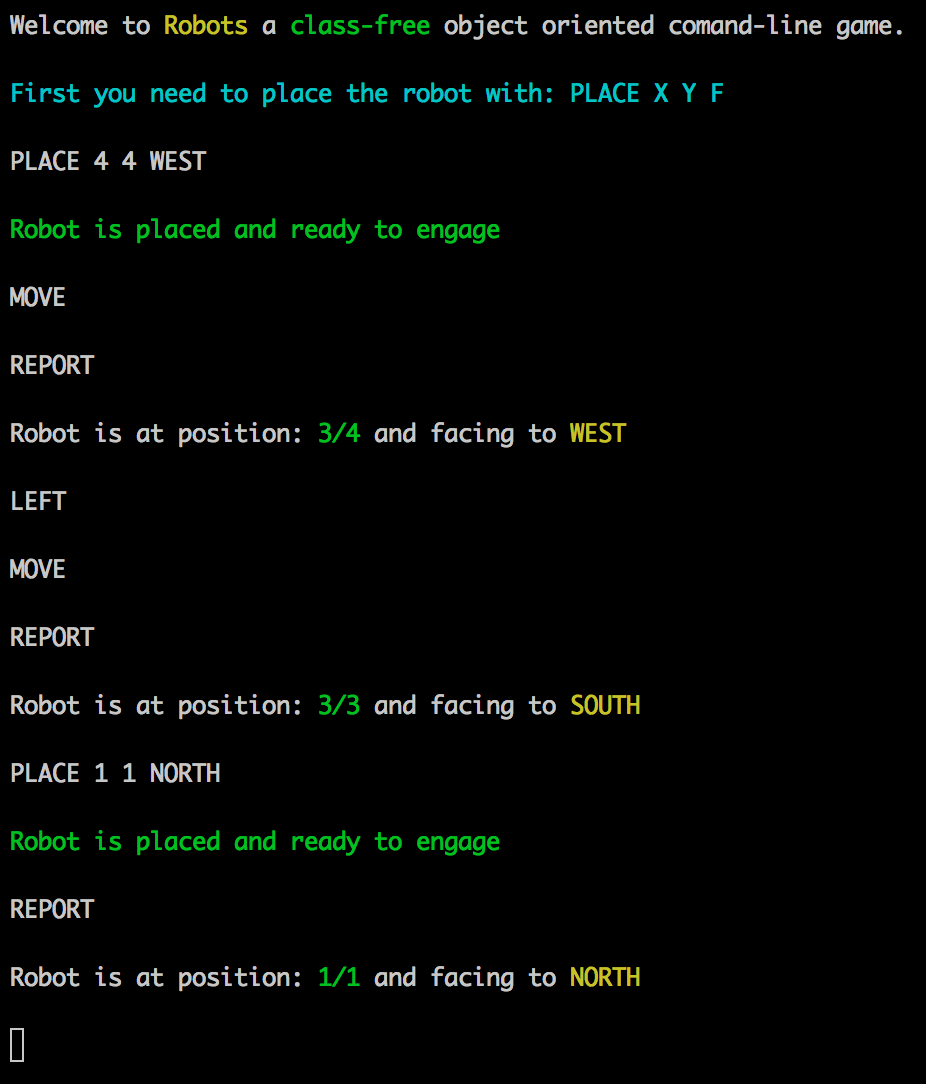 Welcome to Robots a class-free object oriented comand-line game.
First you need to place the robot with: PLACE X Y F
PLACE 4 4 WEST
Robot is placed and ready to engage
MOVE
REPORT
Robot is at position: 3/4 and facing to WEST
LEFT
MOVE
REPORT
Robot is at position: 3/3 and facing to SOUTH
PLACE 1 1 NORTH
Robot is placed and ready to engage
REPORT
Robot is at position: 1/1 and facing to NORTH